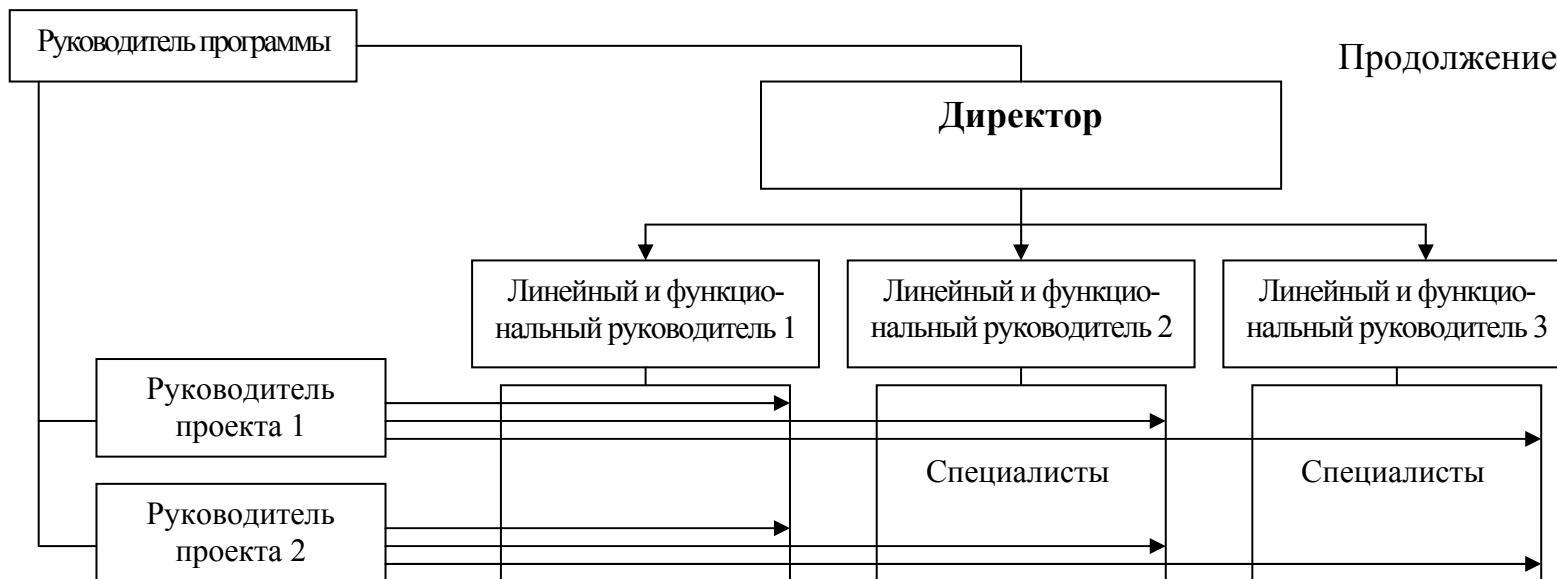 Руководитель программы
Продолжение
Директор
Линейный и функцио-
нальный руководитель 1
Линейный и функцио-
нальный руководитель 2
Линейный и функцио-
нальный руководитель 3
Руководитель
проекта 1
Специалисты
Специалисты
Руководитель
проекта 2